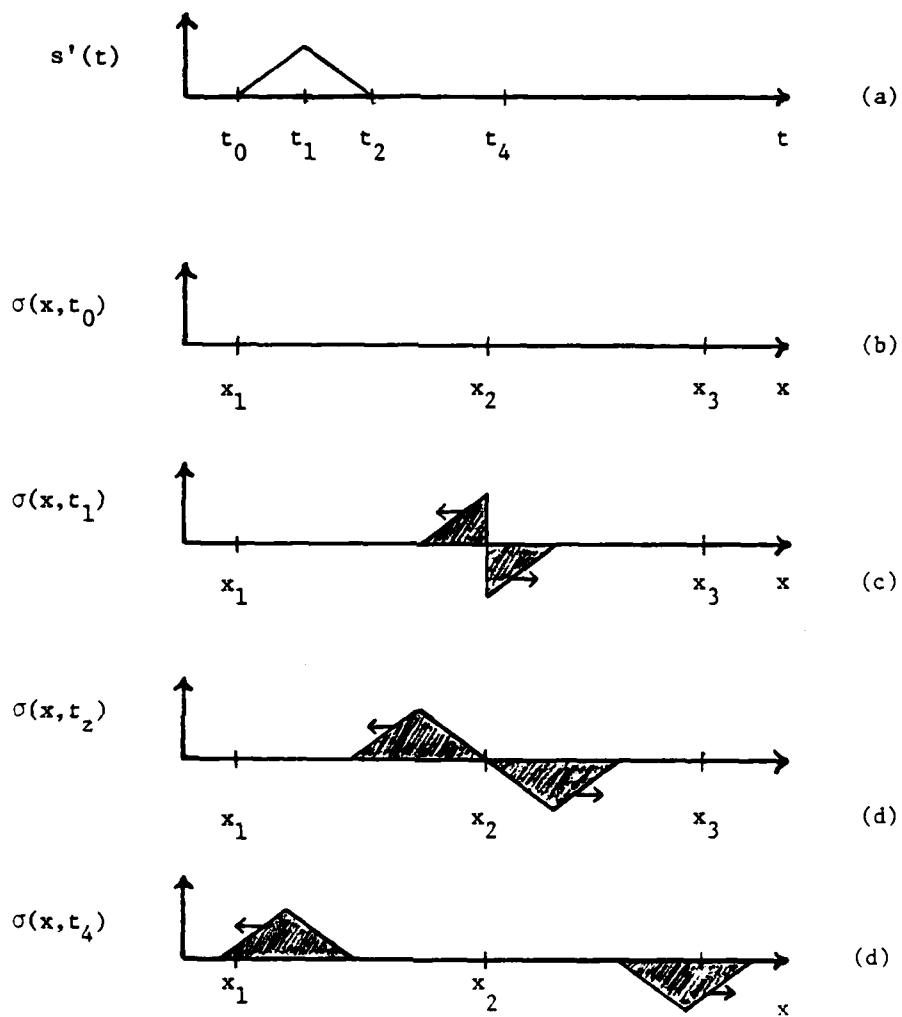 s'(t)
(a)
t0 t1 t2 t4 t
σ(x,t0)
(b)
x1 x2 x3 x
σ(x,t1)
x1 x3 x
(c)
σ(x,tz)
x1 x2 x3
(d)
σ(x,t4)
(d)
x1 x2 x